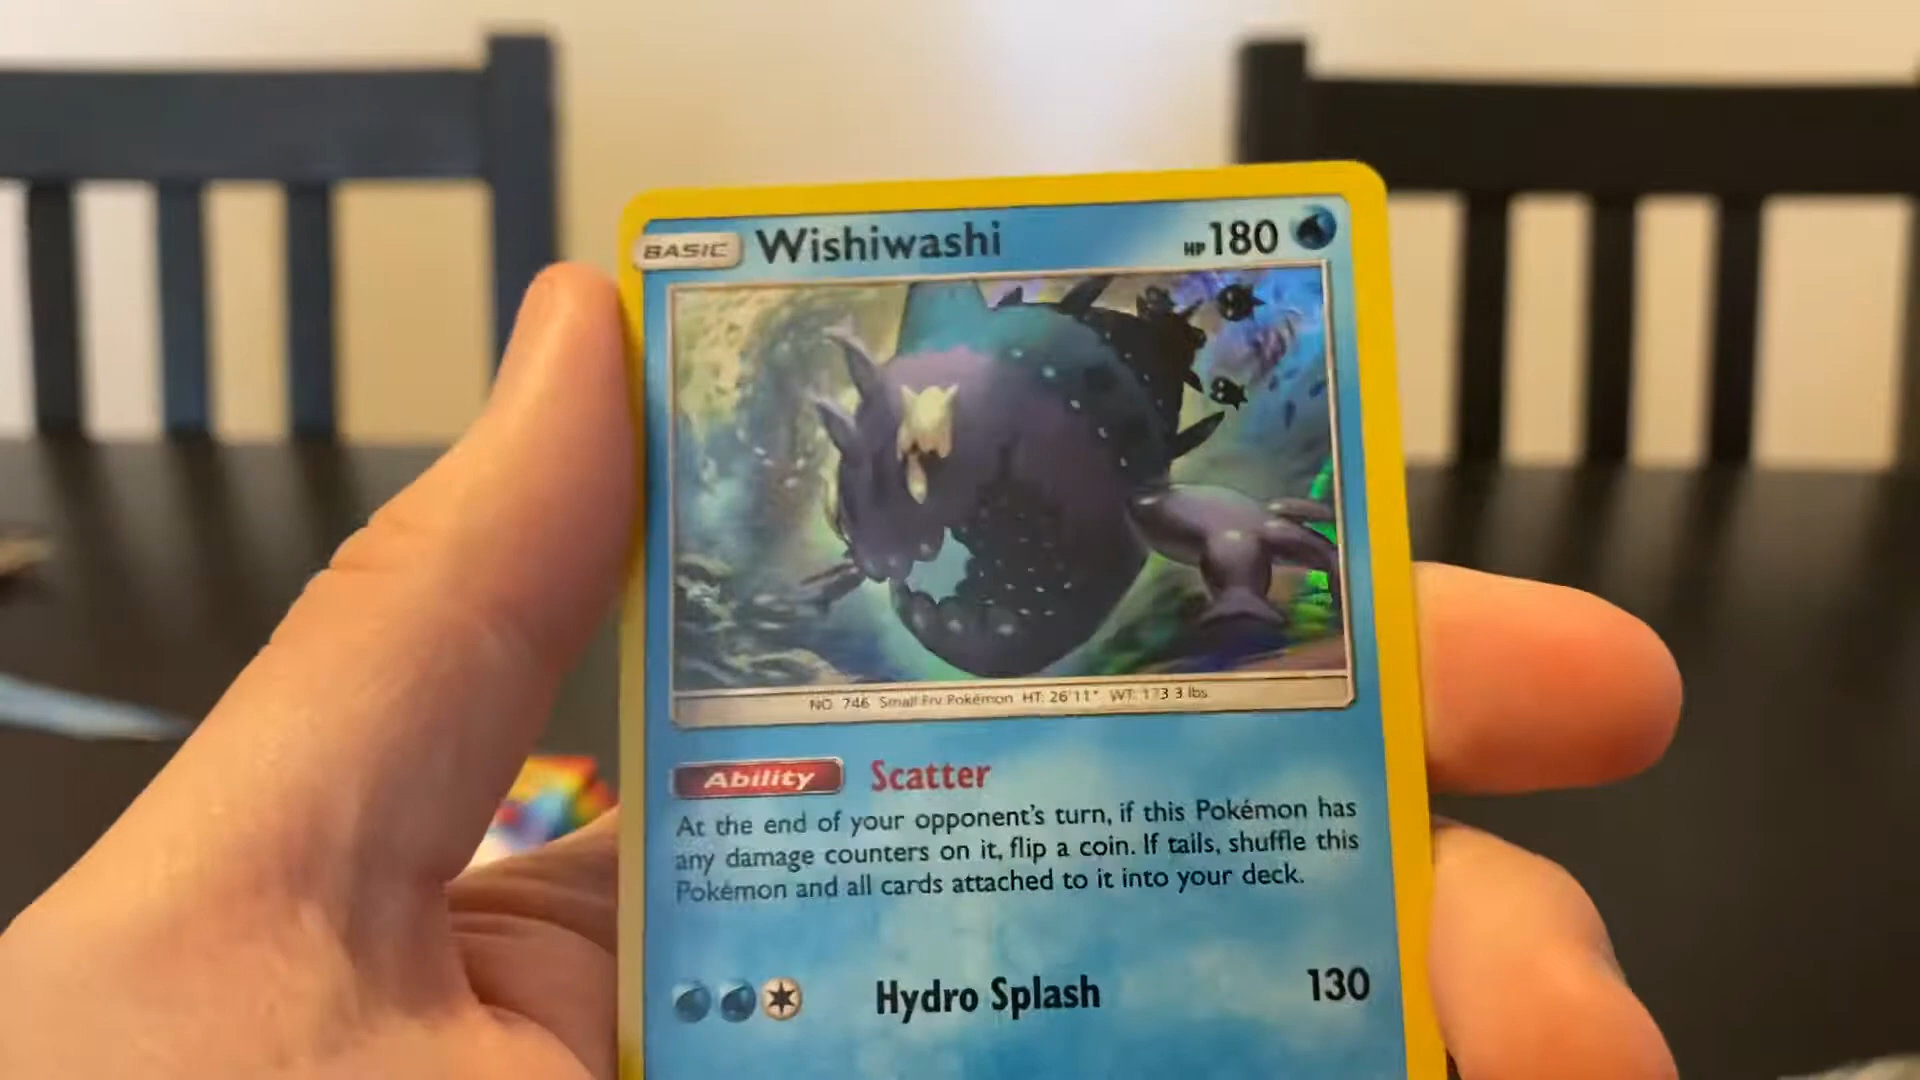 BASIC Wishiwashi HP 180
NO. 746 Small Fry Pokémon HT: 26'11" WT: 173.3 lbs
Ability Scatter
At the end of your opponent's turn, if this Pokémon has
any damage counters on it, flip a coin. If tails, shuffle this
Pokémon and all cards attached to it into your deck.
Hydro Splash 130